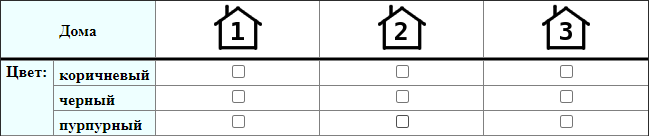 Дома 1 2 3
Цвет: коричневый
черный
пурпурный